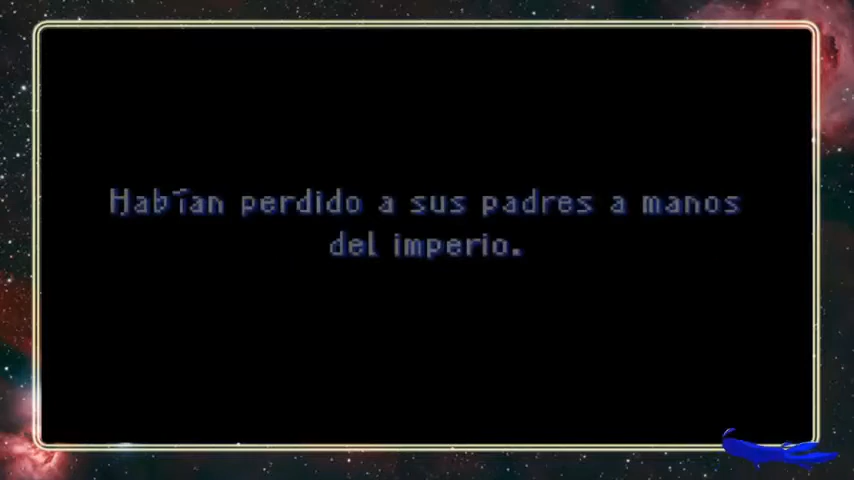 Habían perdido a sus padres a manos
del imperio.